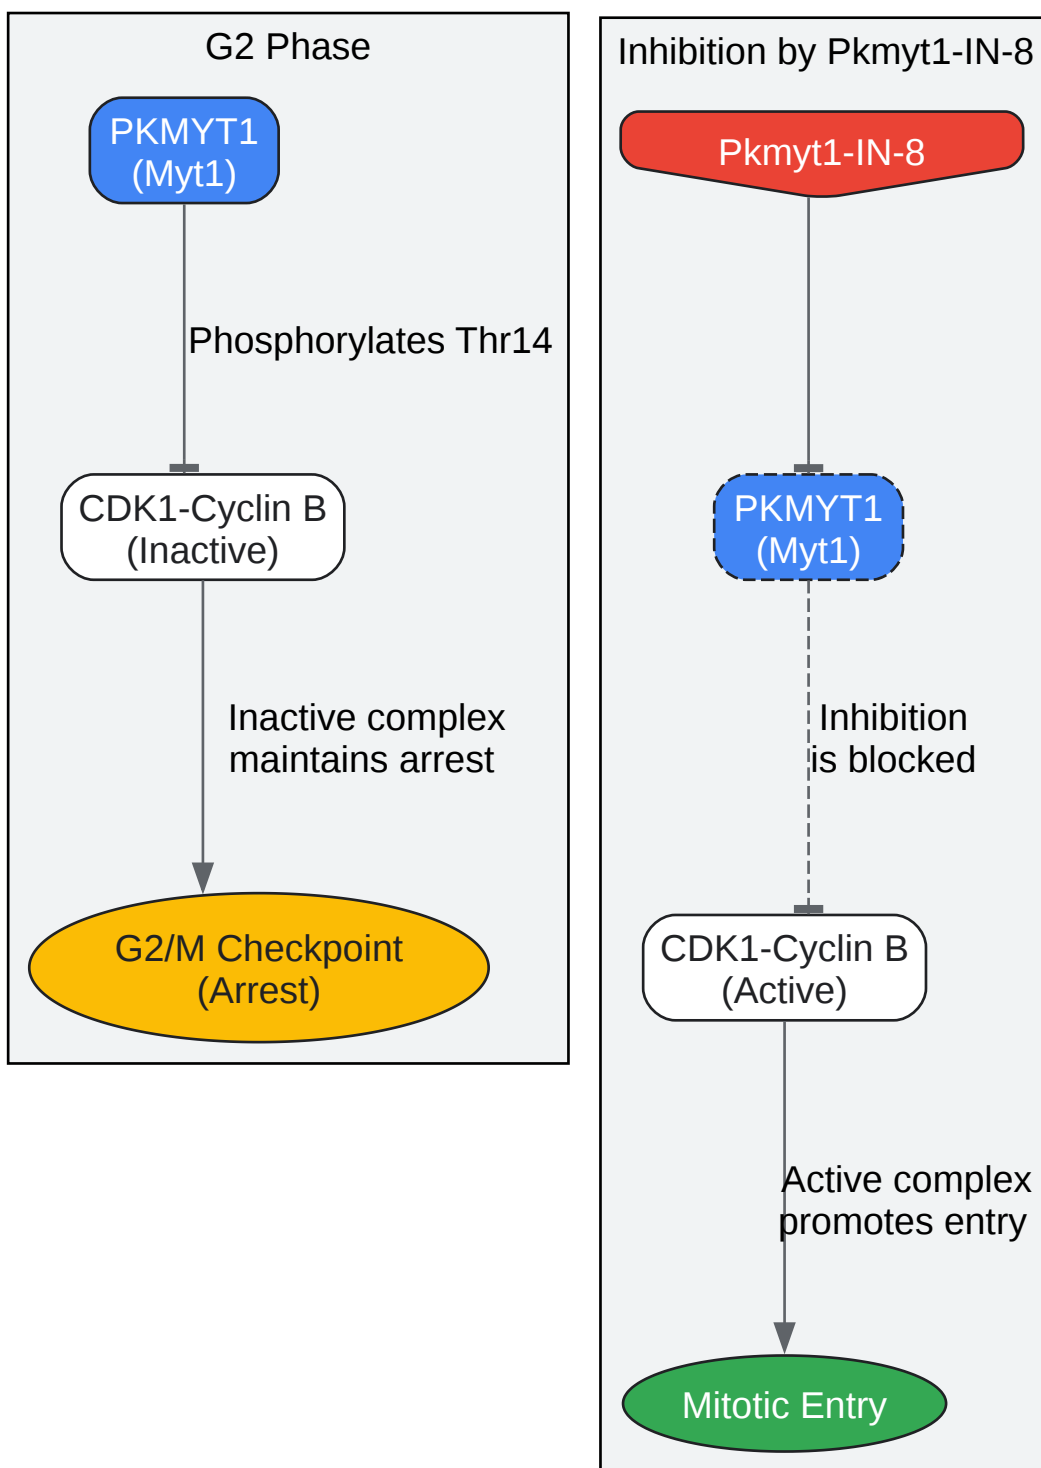 G2 Phase
PKMYT1
(Myt1)
Phosphorylates Thr14
CDK1-Cyclin B
(Inactive)
Inactive complex
maintains arrest
G2/M Checkpoint
(Arrest)
Inhibition by Pkmyt1-IN-8
Pkmyt1-IN-8
PKMYT1
(Myt1)
Inhibition
is blocked
CDK1-Cyclin B
(Active)
Active complex
promotes entry
Mitotic Entry